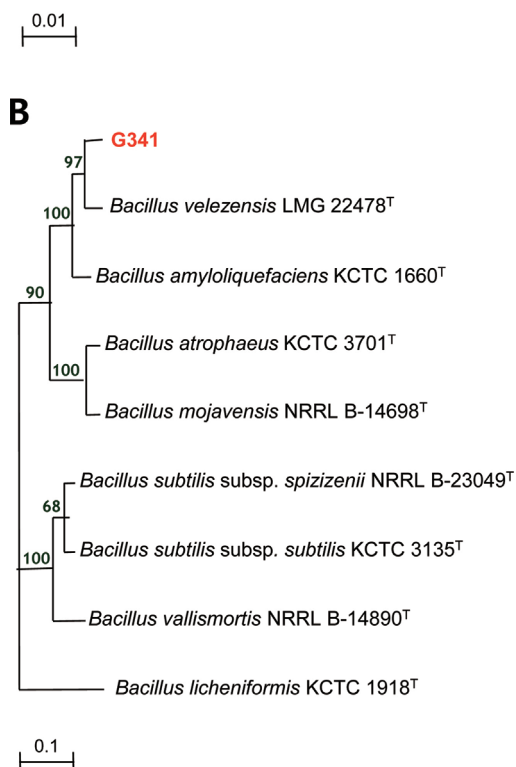 0.01
B
G341
97
Bacillus velezensis LMG 22478ᵀ
100
Bacillus amyloliquefaciens KCTC 1660ᵀ
90
Bacillus atrophaeus KCTC 3701ᵀ
100
Bacillus mojavensis NRRL B-14698ᵀ
Bacillus subtilis subsp. spizizenii NRRL B-23049ᵀ
68
Bacillus subtilis subsp. subtilis KCTC 3135ᵀ
100
Bacillus vallismortis NRRL B-14890ᵀ
Bacillus licheniformis KCTC 1918ᵀ
0.1